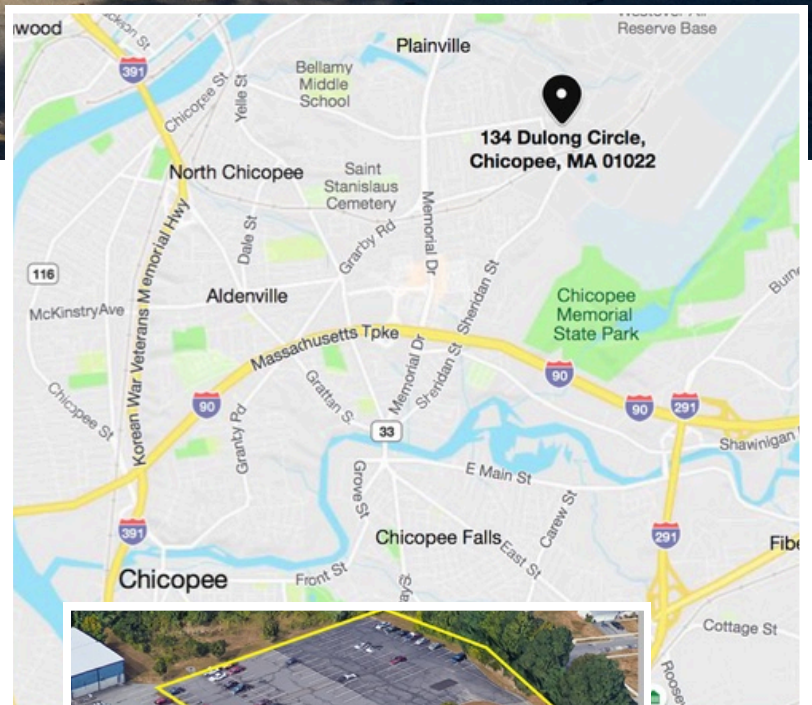 Westover Air
Reserve Base
Plainville
391
Chicopee St
Yelle St
Bellamy
Middle
School
134 Dulong Circle,
Chicopee, MA 01022
North Chicopee
Saint
Stanislaus
Cemetery
Memorial Dr
Korean War Veterans Memorial Hwy
Dale St
Granby Rd
116
Aldenville
Sheridan St
Chicopee
Memorial
State Park
McKinstry Ave
Massachusetts Tpke
Memorial Dr
Sheridan St
90
Grattan S
90
90
291
Chicopee St
Granby Rd
33
Shawinigan
Grove St
E Main St
Carew St
391
Chicopee Falls
East St
291
Chicopee
Front St
Cottage St